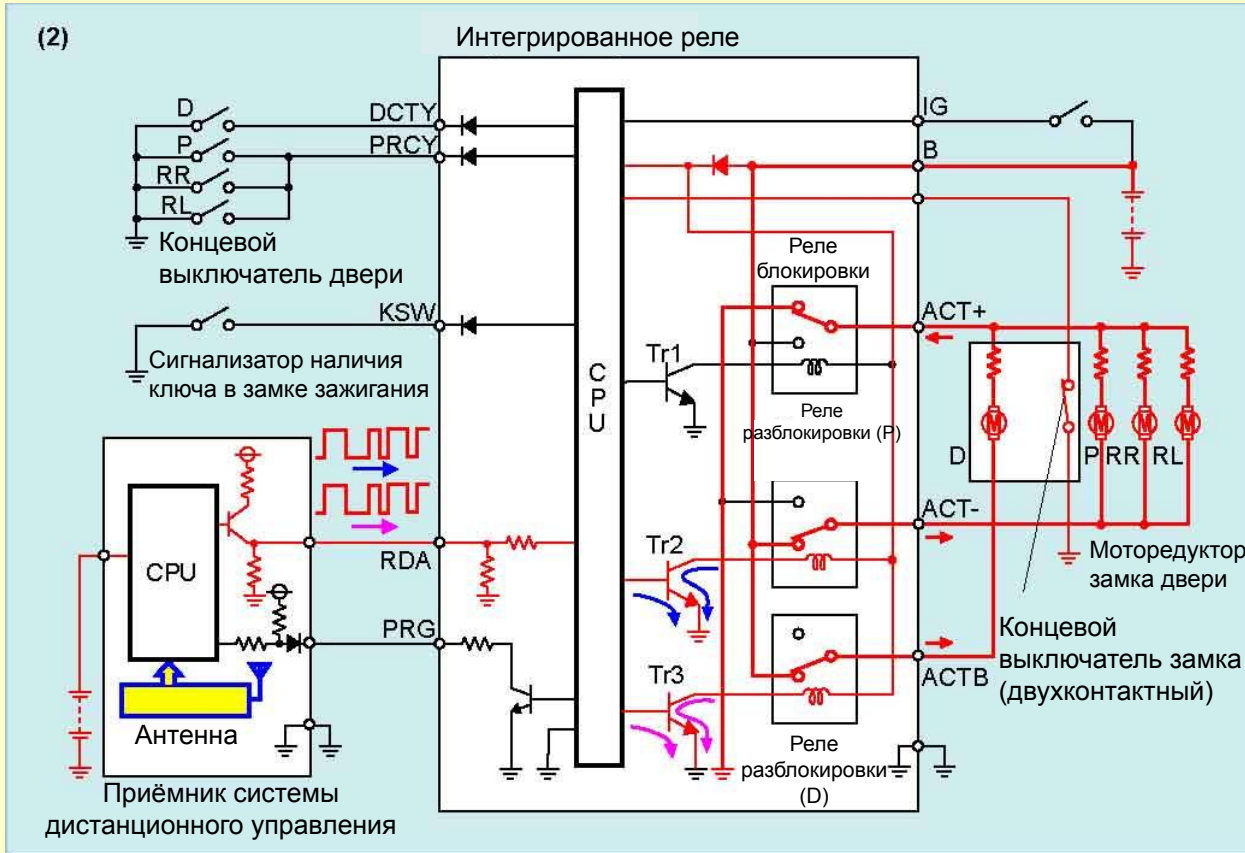 (2)
Интегрированное реле
D
DCTY
IG
P
PRCY
B
RR
RL
Концевой
выключатель двери
Реле
блокировки
KSW
ACT+
Сигнализатор наличия
ключа в замке зажигания
Tr1
CPU
Реле
разблокировки (P)
M
M
M
M
D
P
RR
RL
ACT-
CPU
RDA
Tr2
Моторедуктор
замка двери
PRG
Концевой
выключатель замка
(двухконтактный)
ACTB
Tr3
Антенна
Реле
разблокировки
(D)
Приёмник системы
дистанционного управления